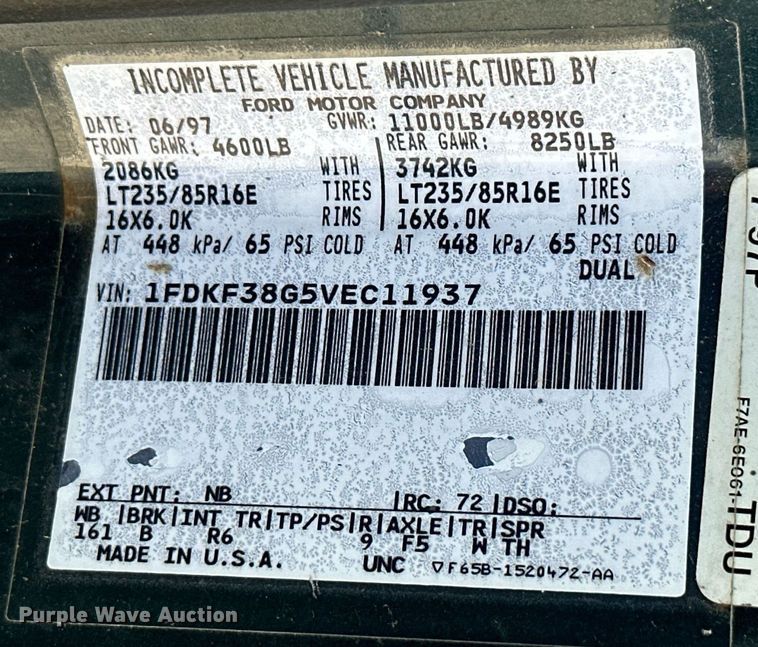 INCOMPLETE VEHICLE MANUFACTURED BY
FORD MOTOR COMPANY
DATE: 06/97 GVWR: 11000LB/4989KG
FRONT GAWR: 4600LB REAR GAWR: 8250LB
2086KG WITH 3742KG WITH
LT235/85R16E TIRES LT235/85R16E TIRES
16X6.0K RIMS 16X6.0K RIMS
AT 448 kPa/ 65 PSI COLD AT 448 kPa/ 65 PSI COLD
DUAL
VIN: 1FDKF38G5VEC11937
EXT PNT: NB RC: 72 DSO:
WB BRK INT TR TP/PS R AXLE TR SPR
161 B R6 9 F5 W TH
MADE IN U.S.A. UNC F65B-1520472-AA
F7AE-6E061-
TDU
Purple Wave Auction